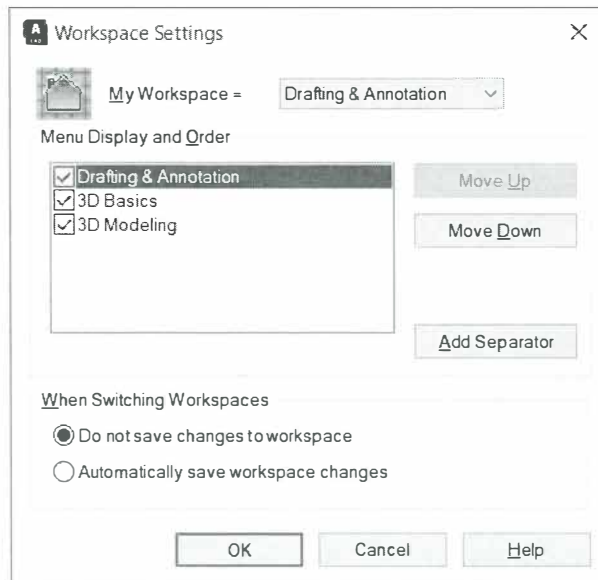 Workspace Settings
My Workspace = Drafting & Annotation
Menu Display and Order
Drafting & Annotation
3D Basics
3D Modeling
Move Up
Move Down
Add Separator
When Switching Workspaces
Do not save changes to workspace
Automatically save workspace changes
OK Cancel Help